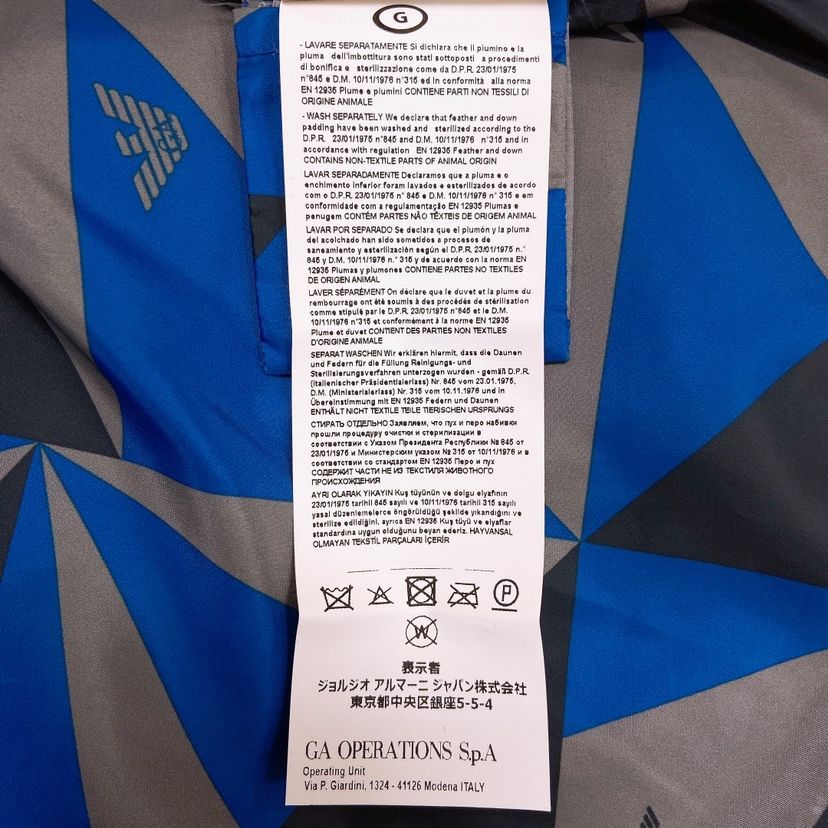 G
- LAVARE SEPARATAMENTE Si dichiara che il piumino e la
piuma dell'imbottitura sono stati sottoposti a procedimenti
di bonifica e sterilizzazione come da D.P.R. 23/01/1975
n°845 e D.M. 10/11/1976 n°315 ed in conformità alla norma
EN 12935 Plume e plumini CONTIENE PARTI NON TESSILI DI
ORIGINE ANIMALE
- WASH SEPARATELY We declare that feather and down
padding have been washed and sterilized according to the
D.P.R. 23/01/1975 n°845 and D.M. 10/11/1976 n°315 and in
accordance with regulation EN 12935 Feather and down
CONTAINS NON-TEXTILE PARTS OF ANIMAL ORIGIN
LAVAR SEPARADAMENTE Declaramos que a pluma e o
enchimento inferior foram lavados e esterilizados de acordo
com o D.P.R. 23/01/1975 n° 845 e D.M. 10/11/1976 n° 315 e em
conformidade com a regulamentação EN 12935 Plumas e
penugem CONTÉM PARTES NÃO TÊXTEIS DE ORIGEM ANIMAL
LAVAR POR SEPARADO Se declara que el plumón y la pluma
del acolchado han sido sometidos a procesos de
saneamiento y esterilización según el D.P.R. 23/01/1975 n.°
845 y D.M. 10/11/1976 n° 315 y de acuerdo con la norma EN
12935 Plumas y plumones CONTIENE PARTES NO TEXTILES
DE ORIGEN ANIMAL
LAVER SÉPARÉMENT On déclare que le duvet et la plume du
rembourrage ont été soumis à des procédés de stérilisation
comme stipulé par le D.P.R. 23/01/1975 n°845 et le D.M.
10/11/1976 n°315 et conformément à la norme EN 12935
Plume et duvet CONTIENT DES PARTIES NON TEXTILES
D'ORIGINE ANIMALE
SEPARAT WASCHEN Wir erklären hiermit, dass die Daunen
und Federn für die Füllung Reinigungs- und
Sterilisierungsverfahren unterzogen wurden - gemäß D.P.R.
(italienischer Präsidentialerlass) Nr. 845 vom 23.01.1975,
D.M. (Ministerialerlass) Nr. 315 vom 10.11.1976 und in
Übereinstimmung mit EN 12935 Federn und Daunen
ENTHÄLT NICHT TEXTILE TEILE TIERISCHEN URSPRUNGS
СТИРАТЬ ОТДЕЛЬНО Заявляем, что пух и перо набивки
прошли процедуру очистки и стерилизации в
соответствии с Указом Президента Республики № 845 от
23/01/1975 и Министерским указом № 315 от 10/11/1976 и в
соответствии со стандартом EN 12935 Перо и пух
СОДЕРЖИТ ЧАСТИ НЕ ИЗ ТЕКСТИЛЯ ЖИВОТНОГО
ПРОИСХОЖДЕНИЯ
AYRI OLARAK YIKAYIN Kuş tüyünün ve dolgu elyafının
23/01/1975 tarihli 845 sayılı ve 10/11/1976 tarihli 315 sayılı
yasal düzenlemelerce öngörüldüğü şekilde yıkandığını ve
sterilize edildiğini, ayrıca EN 12935 Kuş tüyü ve elyaflar
standardına uygun olduğunu beyan ederiz. HAYVANSAL
OLMAYAN TEKSTİL PARÇALARI İÇERİR
P
W
表示者
ジョルジオ アルマーニ ジャパン株式会社
東京都中央区銀座5-5-4
GA OPERATIONS S.p.A
Operating Unit
Via P. Giardini, 1324 - 41126 Modena ITALY
GA